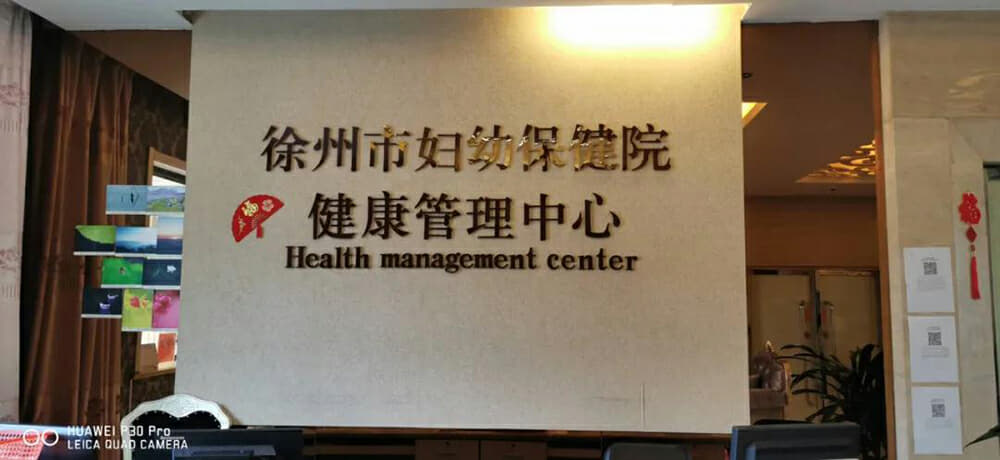 徐州市妇幼保健院
健康管理中心
Health management center
福
HUAWEI P30 Pro
LEICA QUAD CAMERA